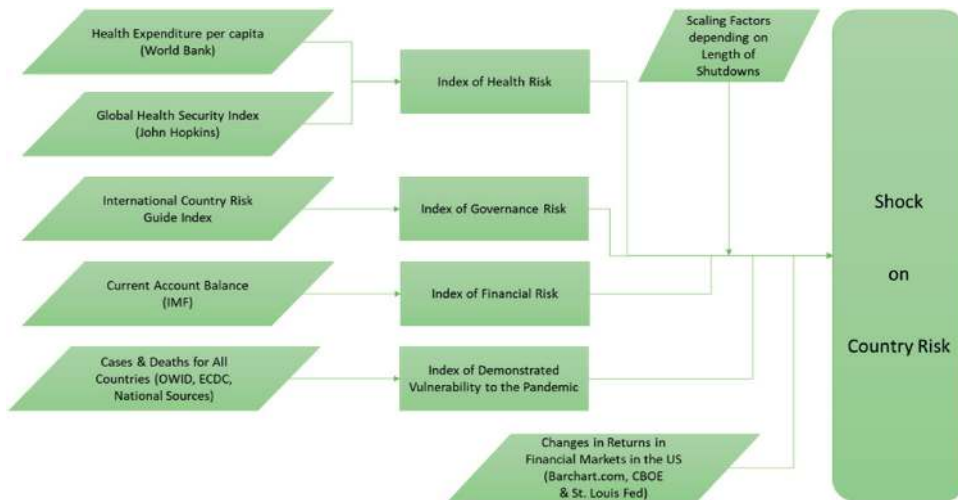 Health Expenditure per capita
(World Bank)
Global Health Security Index
(John Hopkins)
Index of Health Risk
Scaling Factors
depending on
Length of
Shutdowns
International Country Risk
Guide Index
Index of Governance Risk
Current Account Balance
(IMF)
Index of Financial Risk
Cases & Deaths for All
Countries (OWID, ECDC,
National Sources)
Index of Demonstrated
Vulnerability to the Pandemic
Changes in Returns in
Financial Markets in the US
(Barchart.com, CBOE
& St. Louis Fed)
Shock
on
Country Risk